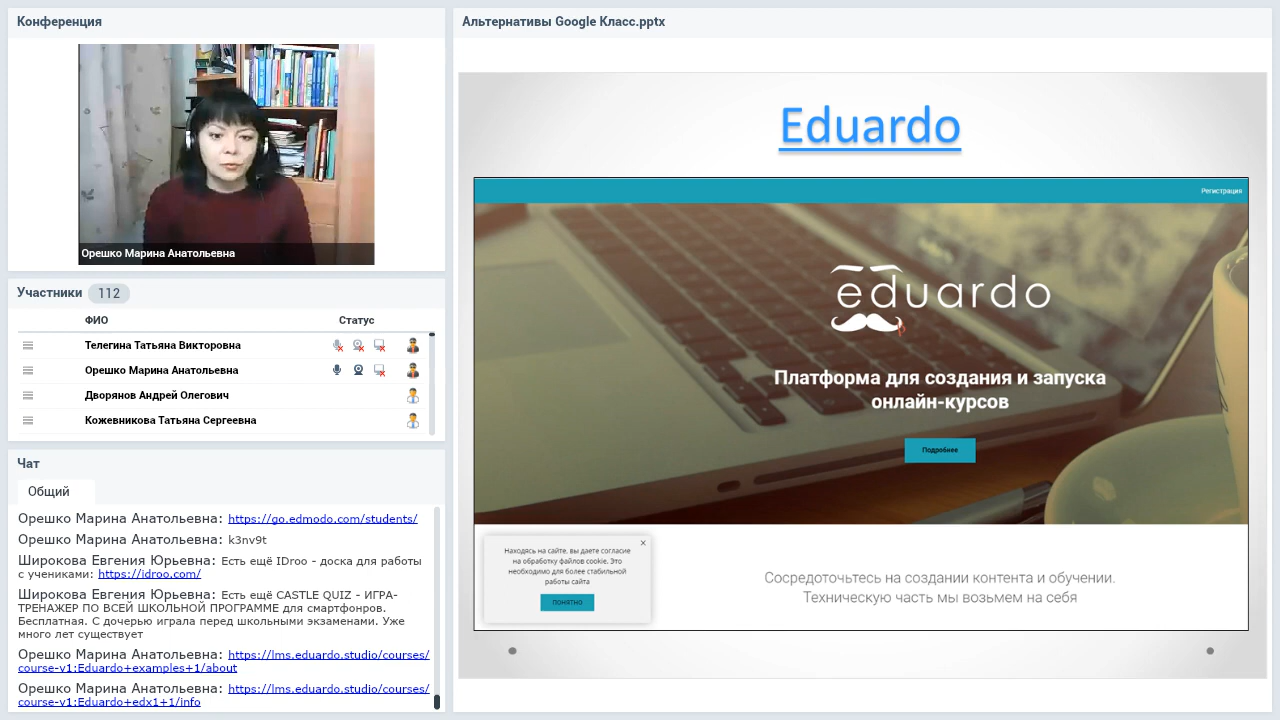 Конференция
Орешко Марина Анатольевна
Участники 112
ФИО Статус
Телегина Татьяна Викторовна
Орешко Марина Анатольевна
Дворянов Андрей Олегович
Кожевникова Татьяна Сергеевна
Чат
Общий
Орешко Марина Анатольевна: https://go.edmodo.com/students/
Орешко Марина Анатольевна: k3nv9t
Широкова Евгения Юрьевна: Есть ещё IDroo - доска для работы
с учениками: https://idroo.com/
Широкова Евгения Юрьевна: Есть ещё CASTLE QUIZ - ИГРА-
ТРЕНАЖЕР ПО ВСЕЙ ШКОЛЬНОЙ ПРОГРАММЕ для смартфонров.
Бесплатная. С дочерью играла перед школьными экзаменами. Уже
много лет существует
Орешко Марина Анатольевна: https://lms.eduardo.studio/courses/
course-v1:Eduardo+examples+1/about
Орешко Марина Анатольевна: https://lms.eduardo.studio/courses/
course-v1:Eduardo+edx1+1/info
Альтернативы Google Класс.pptx
Eduardo
Регистрация
eduardo
Платформа для создания и запуска
онлайн-курсов
Подробнее
Находясь на сайте, вы даете согласие
на обработку файлов cookie. Это
необходимо для более стабильной
работы сайта
ПОНЯТНО
Сосредоточьтесь на создании контента и обучении.
Техническую часть мы возьмем на себя